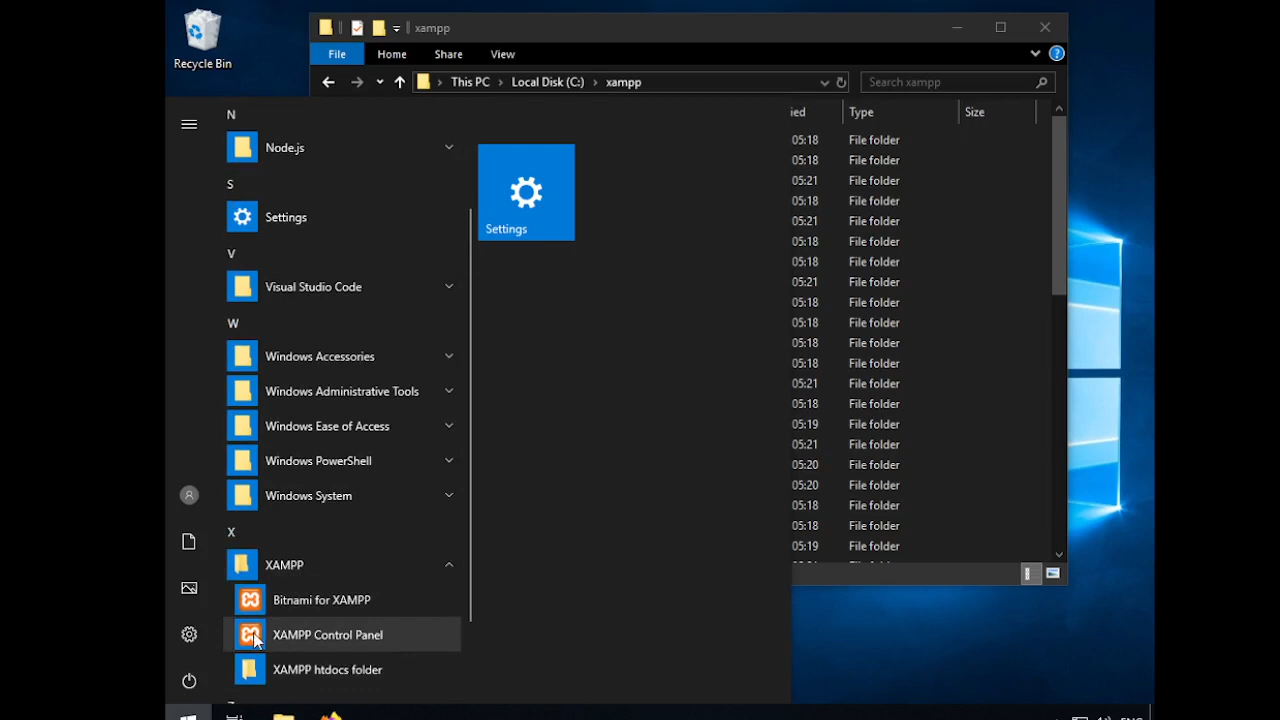 Recycle Bin
xampp
File
Home
Share
View
This PC
Local Disk (C:)
xampp
Search xampp
ied
Type
Size
05:18 File folder
05:18 File folder
05:21 File folder
05:18 File folder
05:21 File folder
05:18 File folder
05:18 File folder
05:21 File folder
05:18 File folder
05:18 File folder
05:18 File folder
05:18 File folder
05:21 File folder
05:18 File folder
05:19 File folder
05:21 File folder
05:20 File folder
05:20 File folder
05:18 File folder
05:18 File folder
05:19 File folder
N
Node.js
S
Settings
V
Visual Studio Code
W
Windows Accessories
Windows Administrative Tools
Windows Ease of Access
Windows PowerShell
Windows System
X
XAMPP
Bitnami for XAMPP
XAMPP Control Panel
XAMPP htdocs folder
Settings
ENG